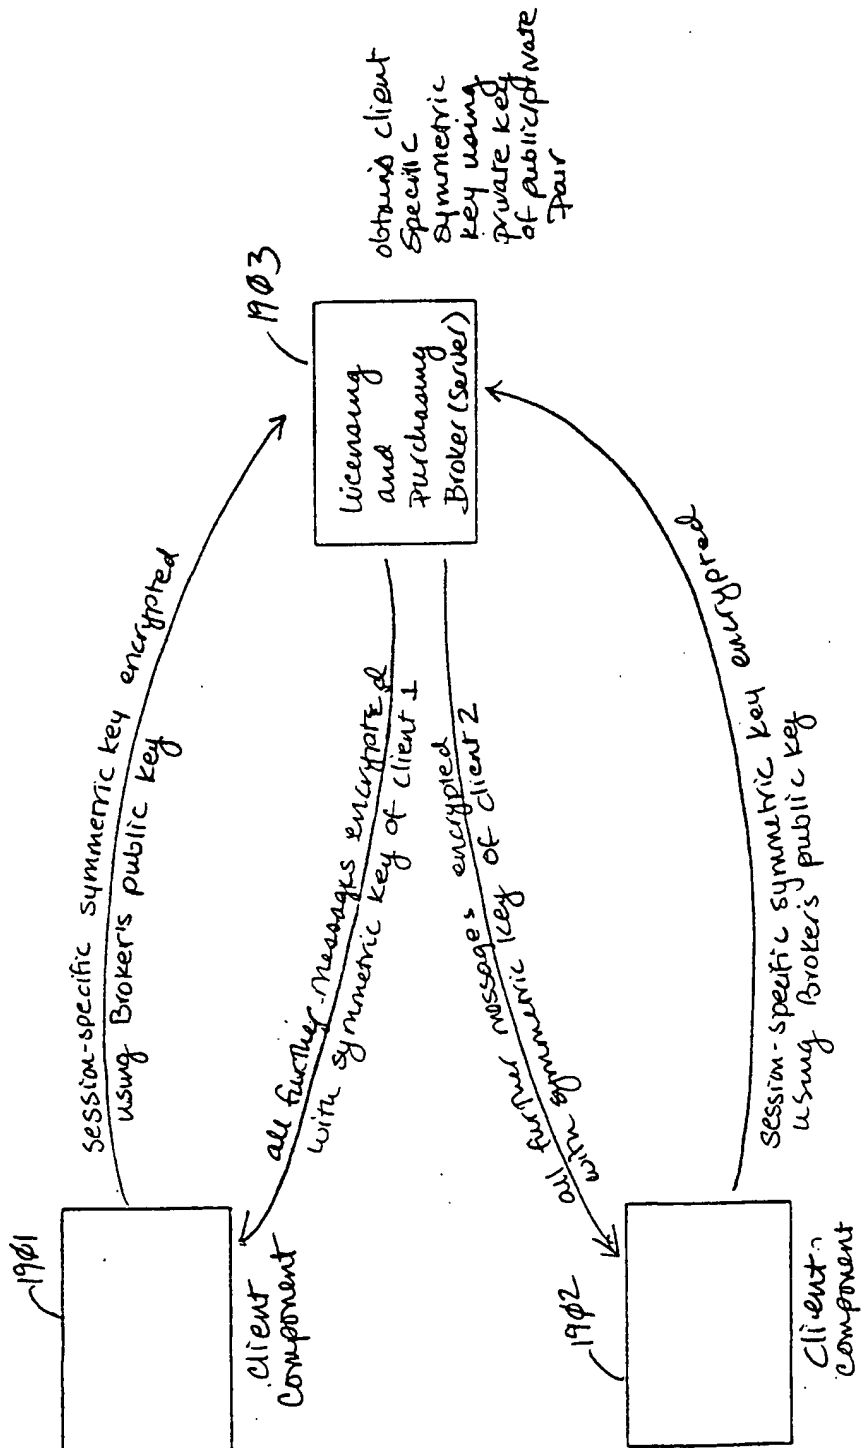 19Ø1
client
component
session-specific symmetric key encrypted
using Broker's public key
19Ø3
Licensing
and
Purchasing
Broker (Server)
obtains client
specific
symmetric
key using
private key
of public/private
pair
all further messages encrypted
with symmetric key of client 1
all further messages encrypted
with symmetric key of client 2
19Ø2
client
component
session-specific symmetric key encrypted
using Broker's public key